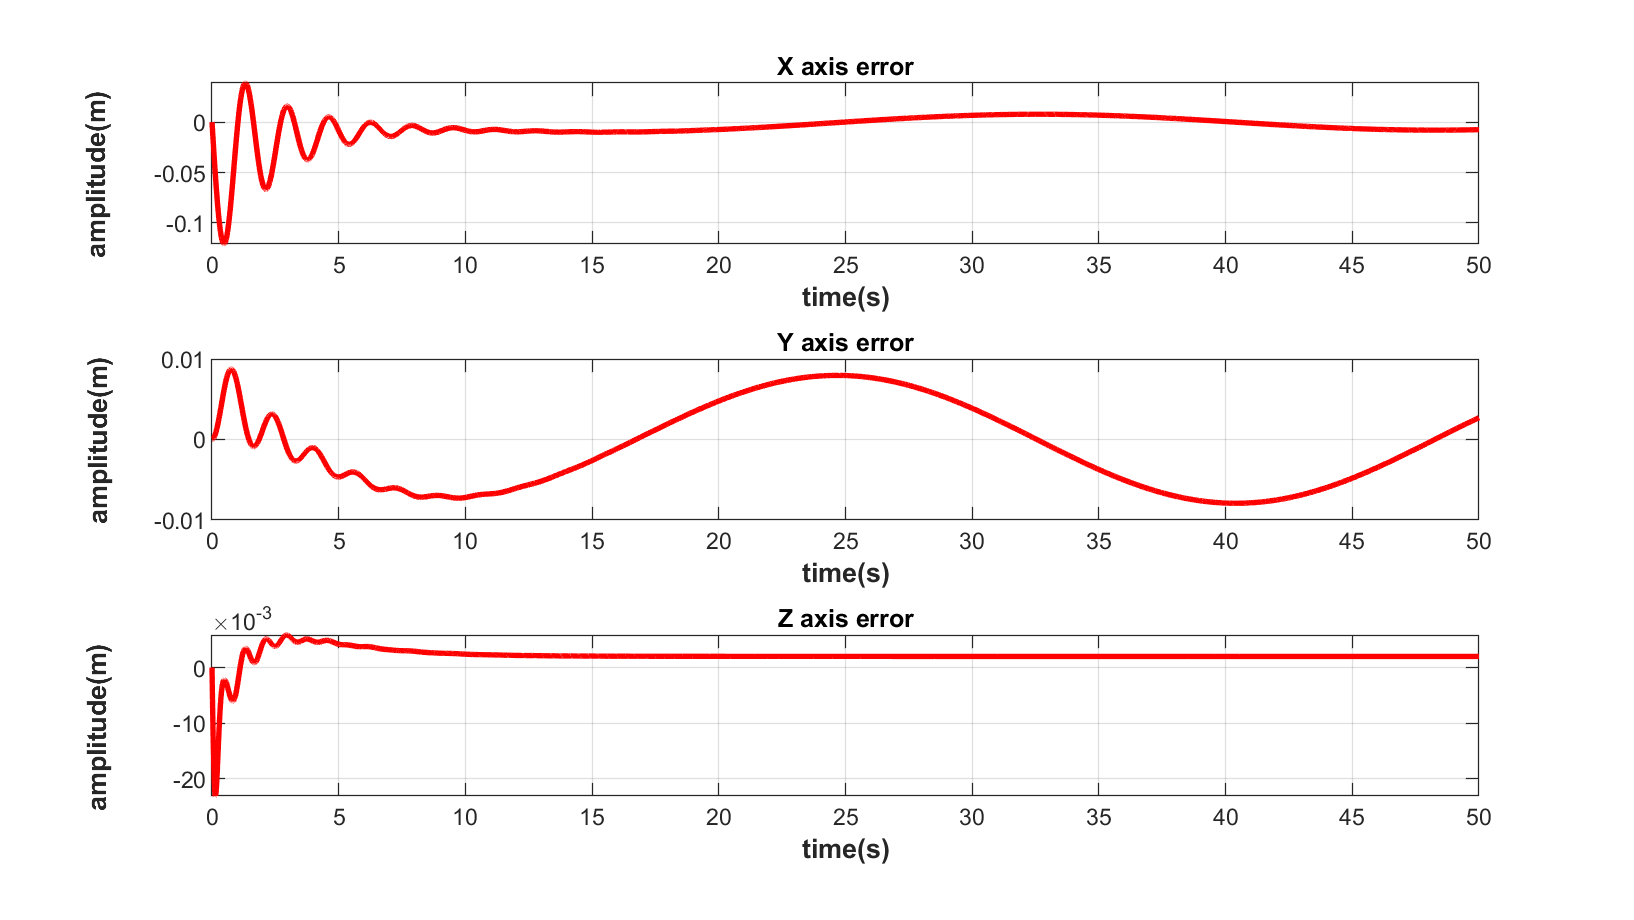 X axis error
amplitude(m)
0
-0.05
-0.1
0 5 10 15 20 25 30 35 40 45 50
time(s)
Y axis error
amplitude(m)
0.01
0
-0.01
0 5 10 15 20 25 30 35 40 45 50
time(s)
Z axis error
×10⁻³
amplitude(m)
0
-10
-20
0 5 10 15 20 25 30 35 40 45 50
time(s)